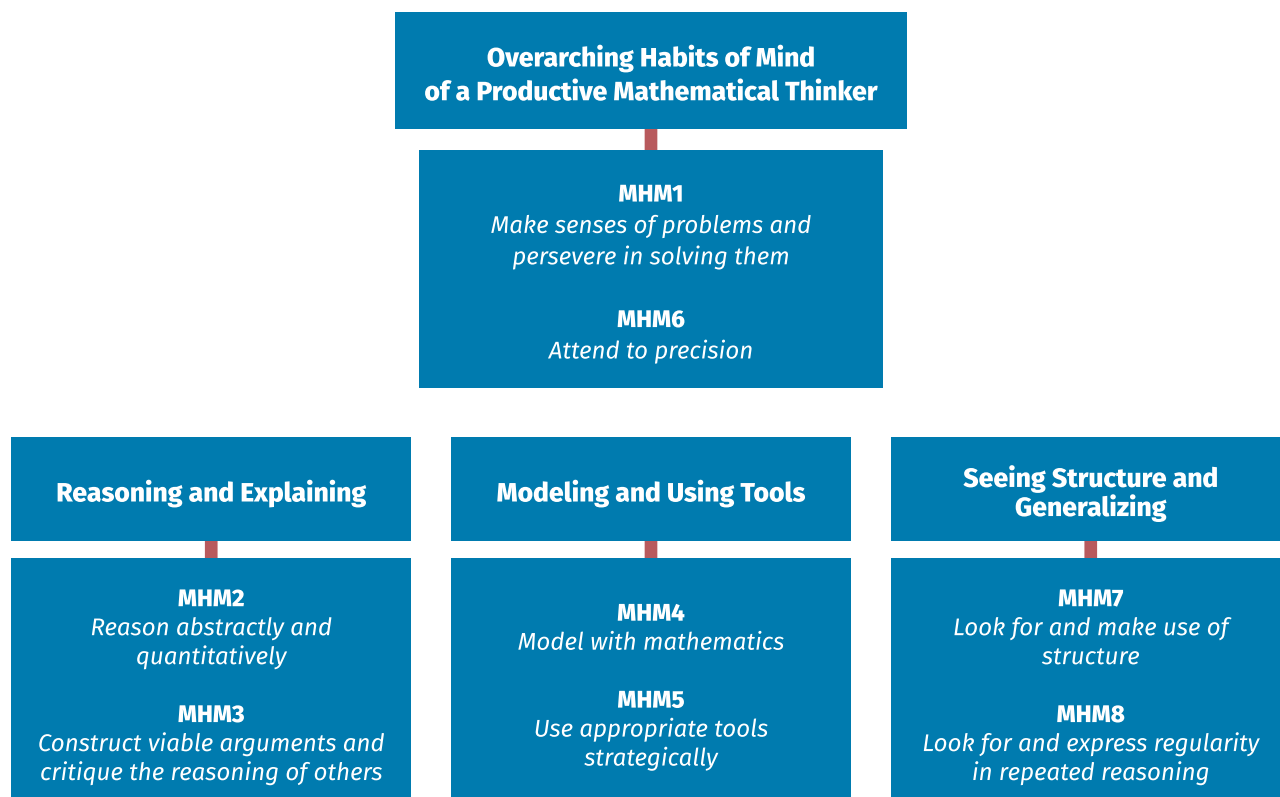 Overarching Habits of Mind
of a Productive Mathematical Thinker
MHM1
Make senses of problems and
persevere in solving them
MHM6
Attend to precision
Reasoning and Explaining
MHM2
Reason abstractly and
quantitatively
MHM3
Construct viable arguments and
critique the reasoning of others
Modeling and Using Tools
MHM4
Model with mathematics
MHM5
Use appropriate tools
strategically
Seeing Structure and
Generalizing
MHM7
Look for and make use of
structure
MHM8
Look for and express regularity
in repeated reasoning